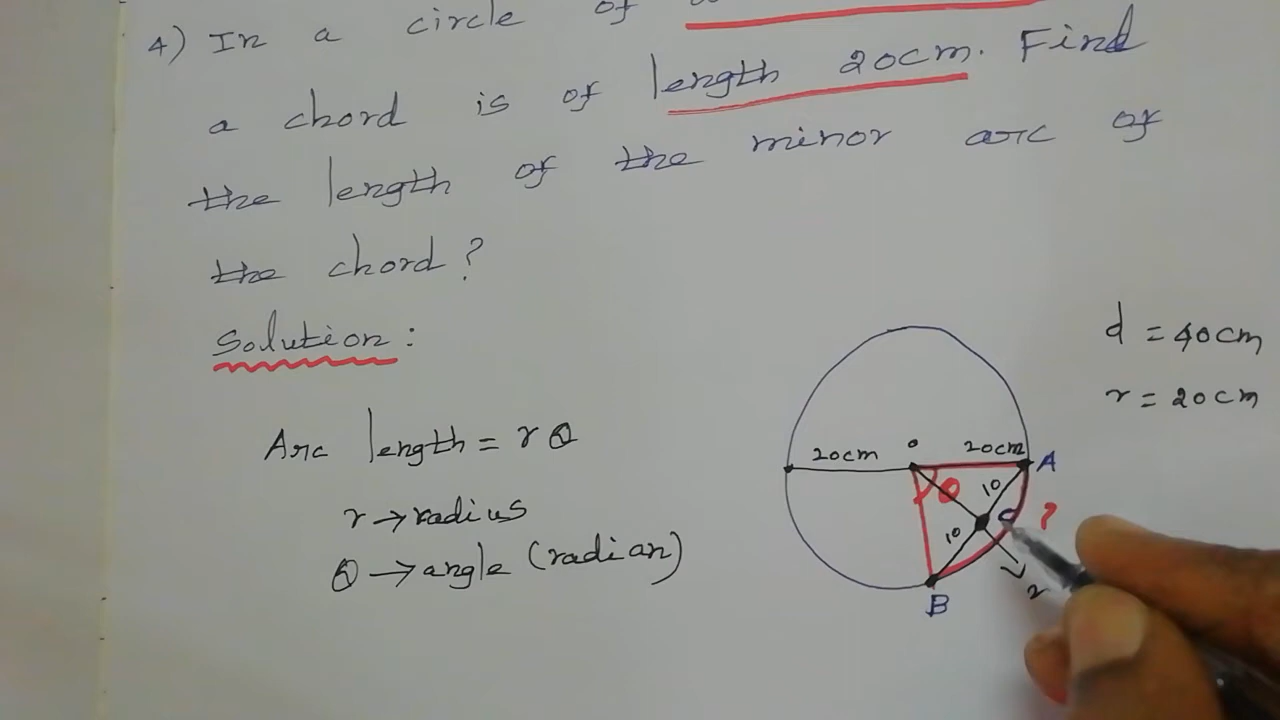 4) In a circle of
a chord is of length 20cm. Find
the length of the minor arc of
the chord?
Solution:
d = 40cm
r = 20cm
Arc length = r θ
r → radius
θ → angle (radian)
20cm
o
20cm
A
θ
10
C
?
10
2
B